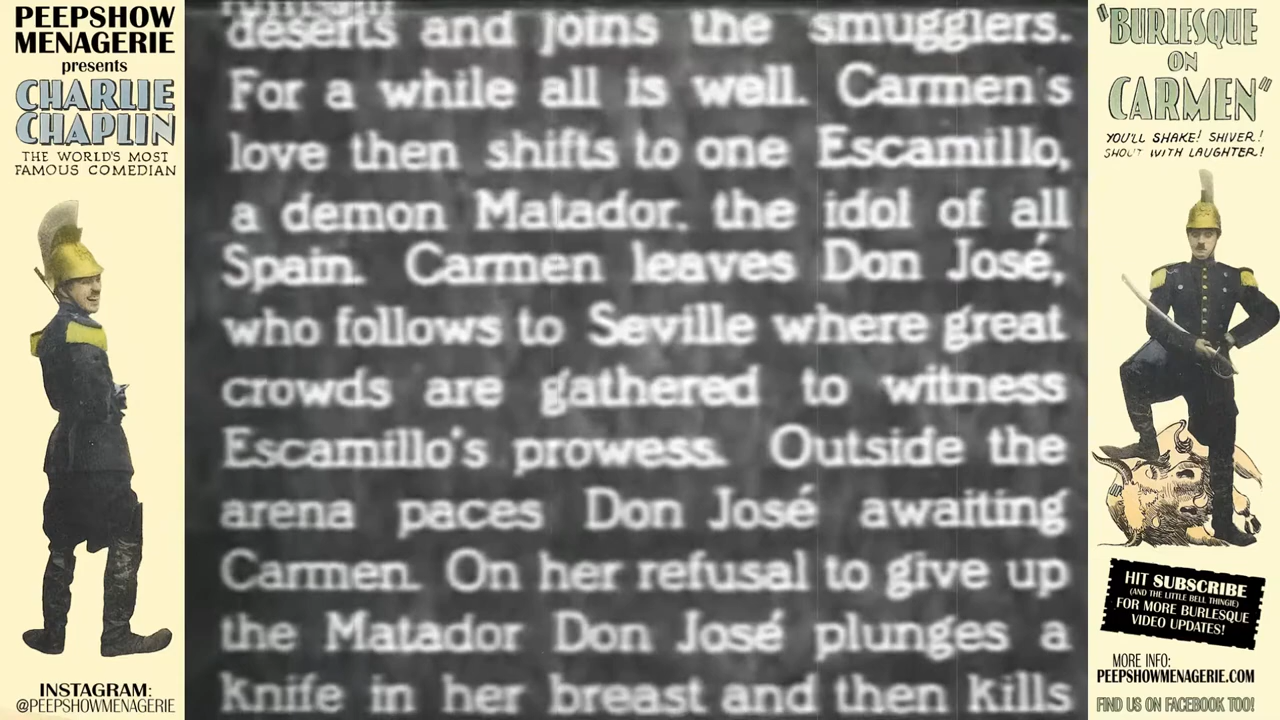 PEEPSHOW
MENAGERIE
presents
CHARLIE
CHAPLIN
THE WORLD'S MOST
FAMOUS COMEDIAN
INSTAGRAM:
@PEEPSHOWMENAGERIE
deserts and joins the smugglers.
For a while all is well. Carmen's
love then shifts to one Escamillo,
a demon Matador, the idol of all
Spain. Carmen leaves Don José,
who follows to Seville where great
crowds are gathered to witness
Escamillo's prowess. Outside the
arena paces Don José awaiting
Carmen. On her refusal to give up
the Matador Don José plunges a
knife in her breast and then kills
"BURLESQUE
ON
CARMEN"
YOU'LL SHAKE! SHIVER!
SHOUT WITH LAUGHTER!
HIT SUBSCRIBE
(AND THE LITTLE BELL THINGIE)
FOR MORE BURLESQUE
VIDEO UPDATES!
MORE INFO:
PEEPSHOWMENAGERIE.COM
FIND US ON FACEBOOK TOO!